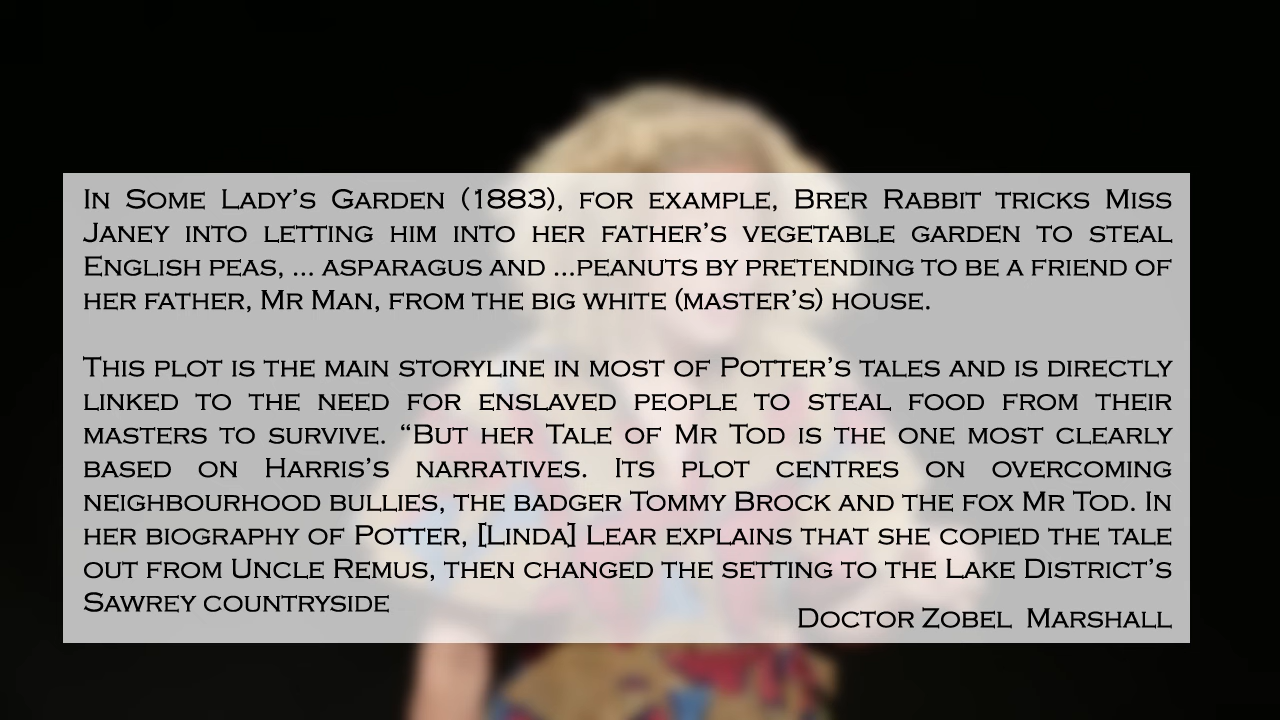 In Some Lady’s Garden (1883), for example, Brer Rabbit tricks Miss
Janey into letting him into her father’s vegetable garden to steal
English peas, ... asparagus and ...peanuts by pretending to be a friend of
her father, Mr Man, from the big white (master’s) house.
This plot is the main storyline in most of Potter’s tales and is directly
linked to the need for enslaved people to steal food from their
masters to survive. “But her Tale of Mr Tod is the one most clearly
based on Harris’s narratives. Its plot centres on overcoming
neighbourhood bullies, the badger Tommy Brock and the fox Mr Tod. In
her biography of Potter, [Linda] Lear explains that she copied the tale
out from Uncle Remus, then changed the setting to the Lake District’s
Sawrey countryside
Doctor Zobel Marshall